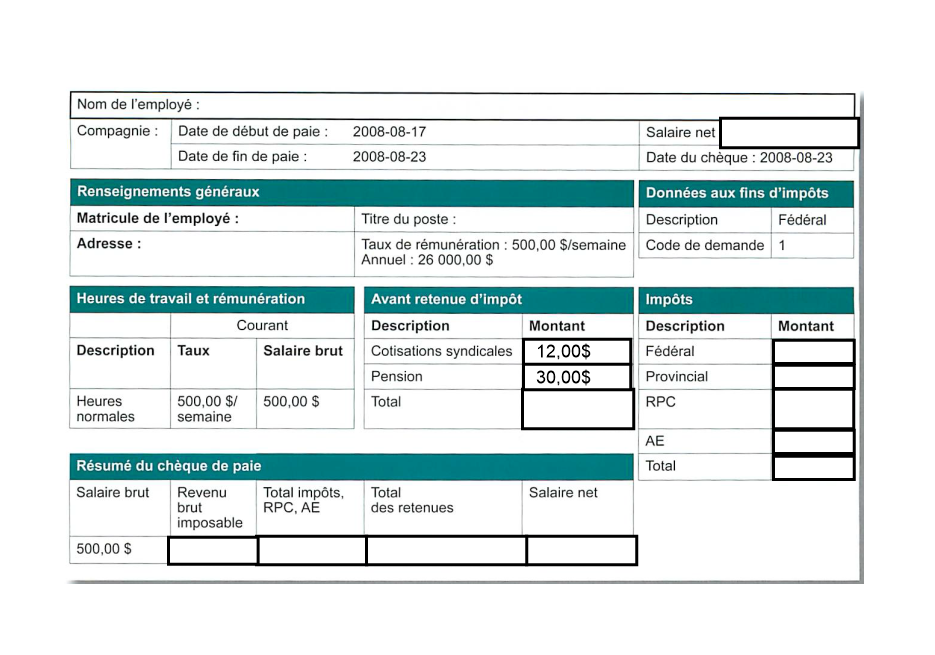 Nom de l'employé :
Compagnie : Date de début de paie : 2008-08-17 Salaire net
Date de fin de paie : 2008-08-23 Date du chèque : 2008-08-23
Renseignements généraux
Matricule de l'employé : Titre du poste :
Adresse : Taux de rémunération : 500,00 $/semaine
Annuel : 26 000,00 $
Données aux fins d'impôts
Description Fédéral
Code de demande 1
Heures de travail et rémunération
Courant
Description Taux Salaire brut
Heures normales 500,00 $/ semaine 500,00 $
Avant retenue d'impôt
Description Montant
Cotisations syndicales 12,00$
Pension 30,00$
Total
Impôts
Description Montant
Fédéral
Provincial
RPC
AE
Total
Résumé du chèque de paie
Salaire brut Revenu brut imposable Total impôts, RPC, AE Total des retenues Salaire net
500,00 $